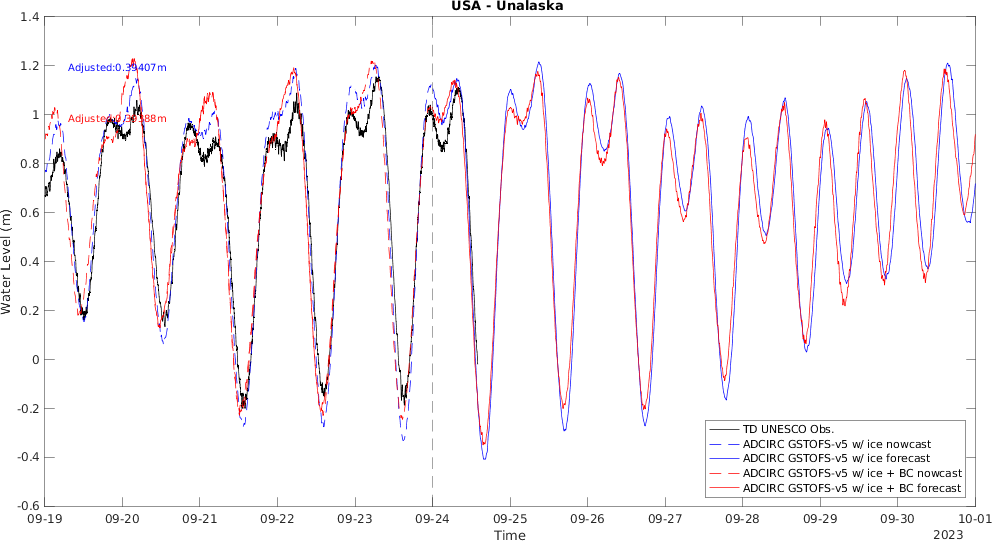 USA - Unalaska
1.4
1.2
1
0.8
0.6
0.4
0.2
0
-0.2
-0.4
-0.6
Water Level (m)
Adjusted:0.39407m
Adjusted:0.39388m
TD UNESCO Obs.
ADCIRC GSTOFS-v5 w/ ice nowcast
ADCIRC GSTOFS-v5 w/ ice forecast
ADCIRC GSTOFS-v5 w/ ice + BC nowcast
ADCIRC GSTOFS-v5 w/ ice + BC forecast
09-19 09-20 09-21 09-22 09-23 09-24 09-25 09-26 09-27 09-28 09-29 09-30 10-01
Time
2023